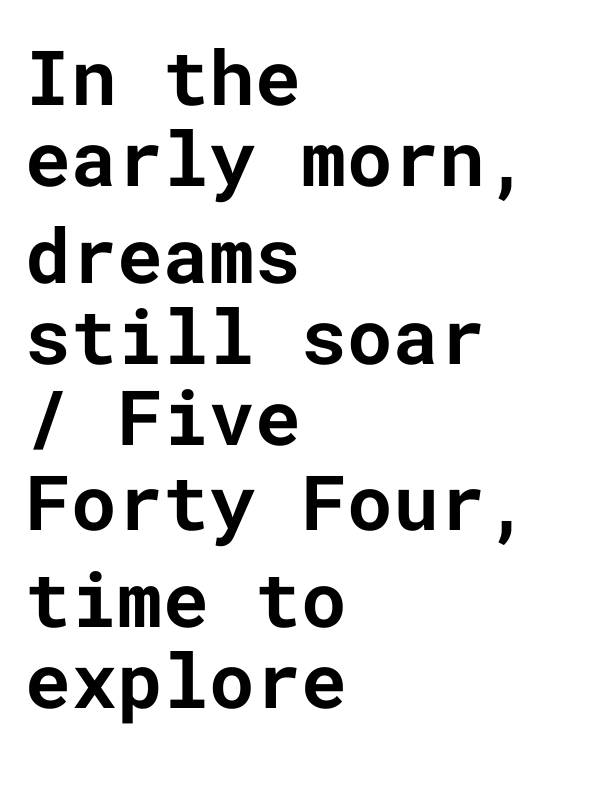 In the
early morn,
dreams
still soar
/ Five
Forty Four,
time to
explore